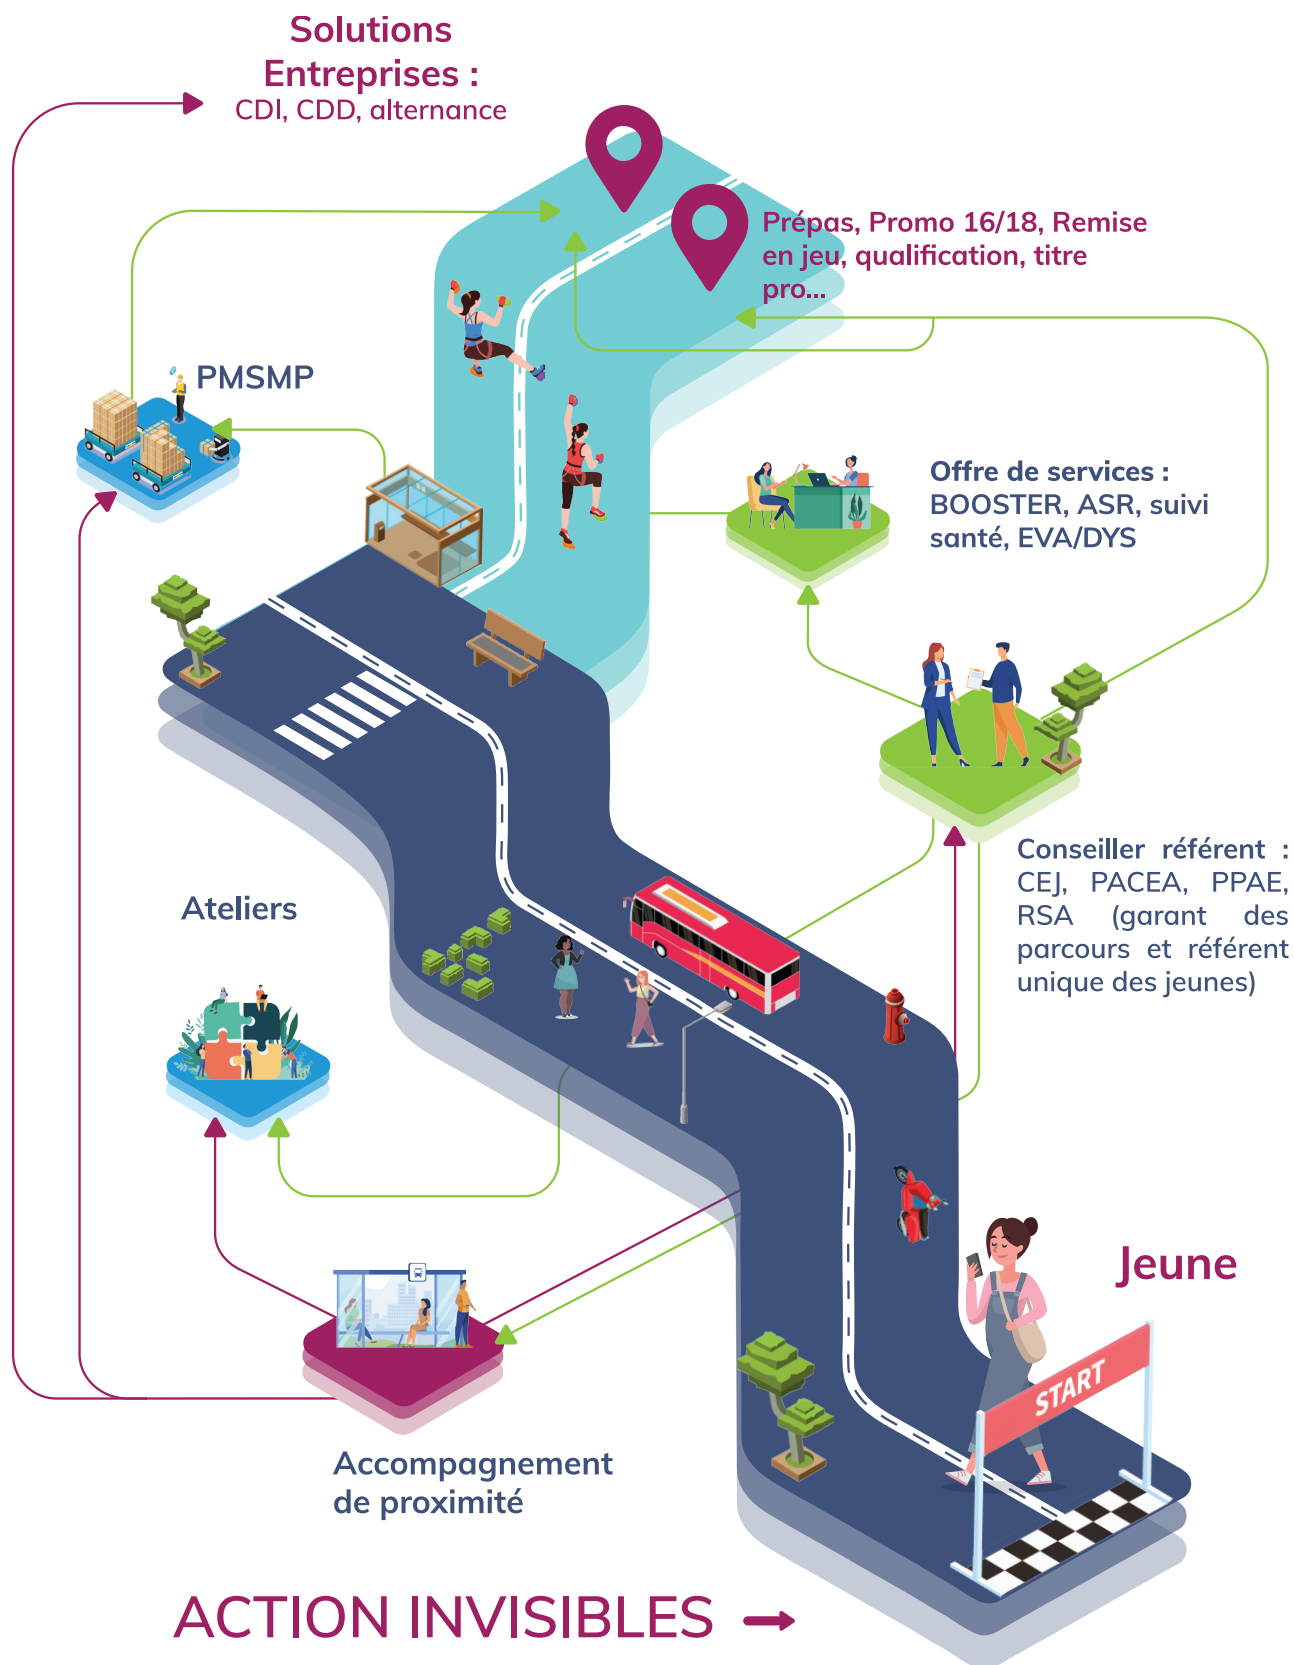 Solutions
Entreprises :
CDI, CDD, alternance
Prépas, Promo 16/18, Remise
en jeu, qualification, titre
pro...
PMSMP
Offre de services :
BOOSTER, ASR, suivi
santé, EVA/DYS
Conseiller référent :
CEJ, PACEA, PPAE,
RSA (garant des
parcours et référent
unique des jeunes)
Ateliers
Jeune
START
Accompagnement
de proximité
ACTION INVISIBLES